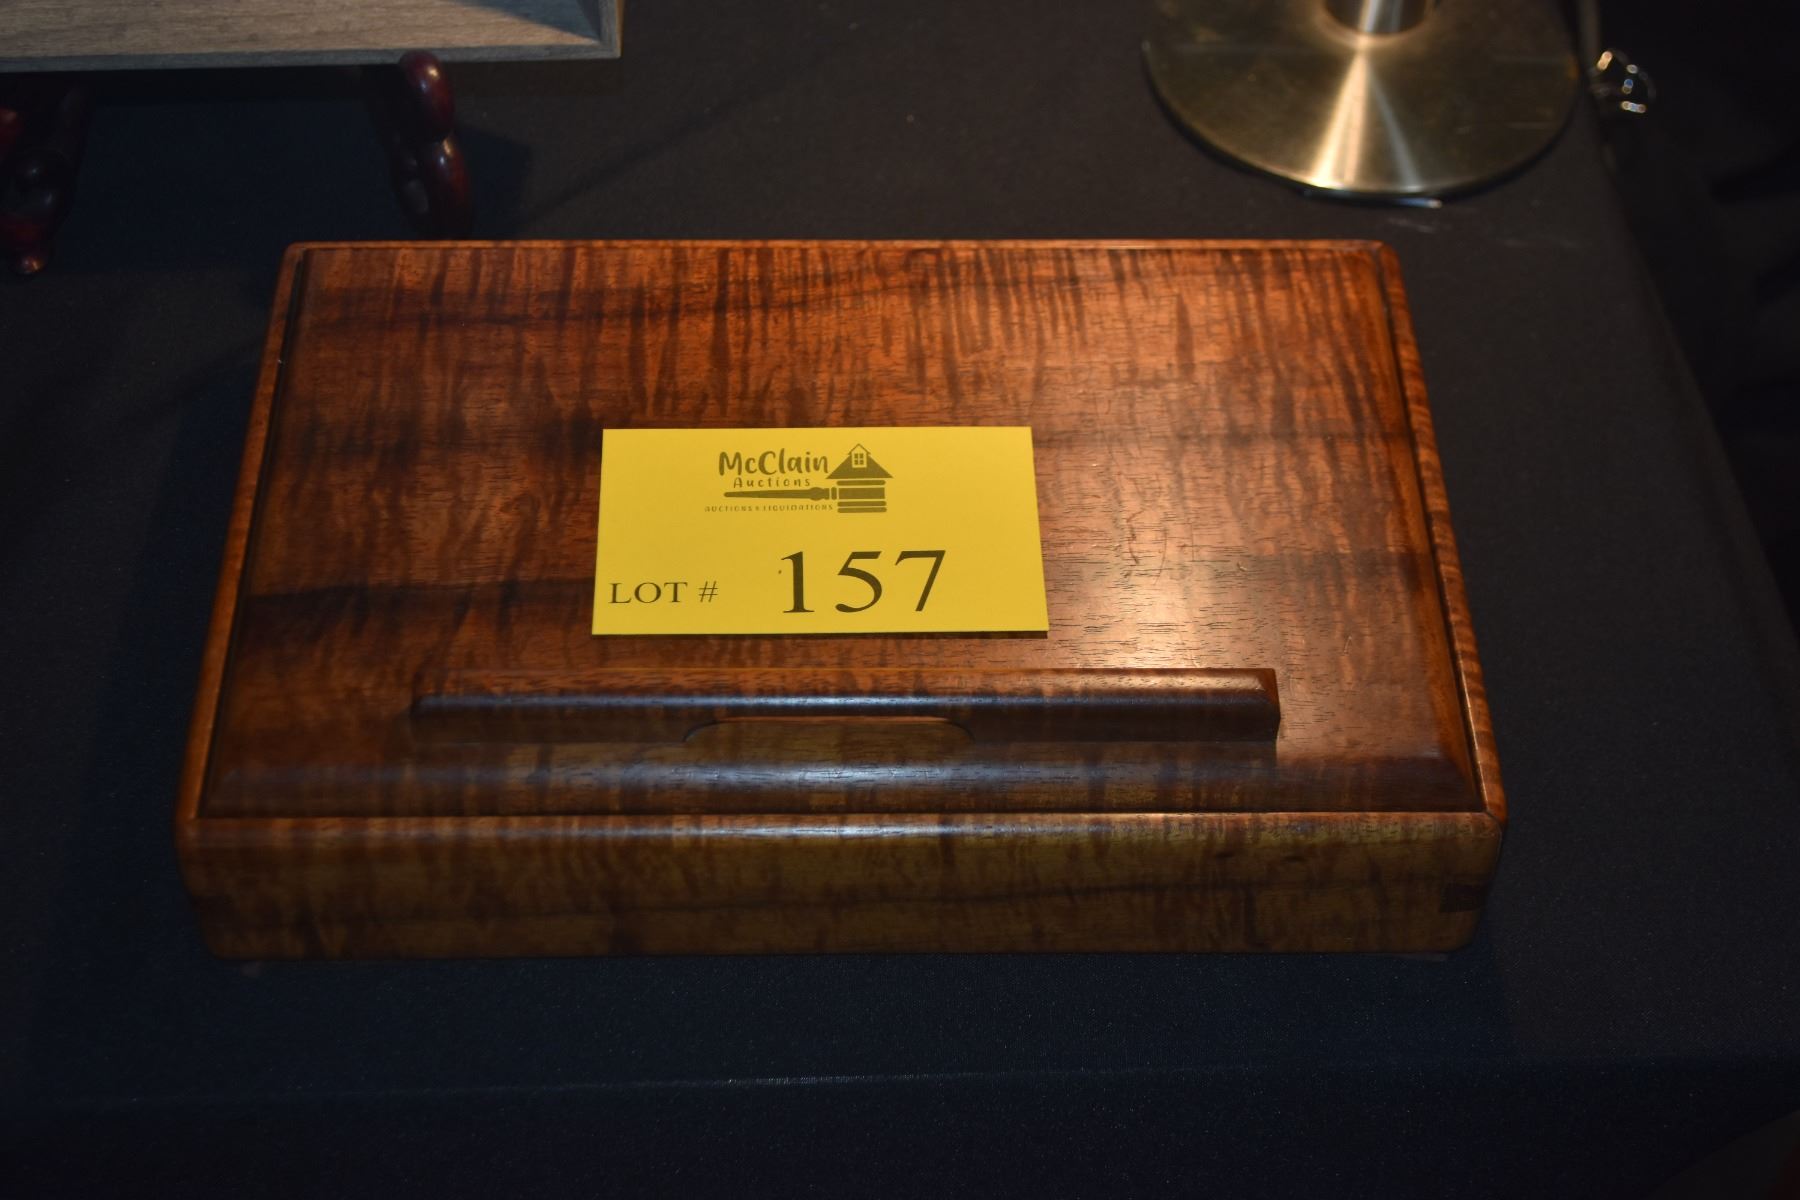 McClain
Auctions
AUCTIONS & LIQUIDATIONS
LOT # 157